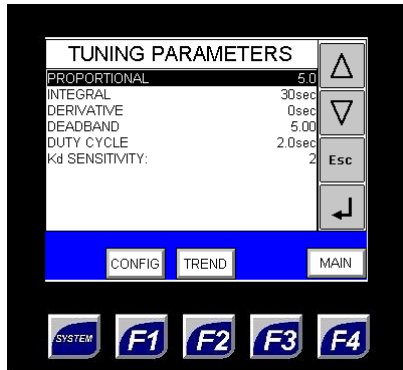 TUNING PARAMETERS
PROPORTIONAL 5.0
INTEGRAL 30sec
DERIVATIVE 0sec
DEADBAND 5.00
DUTY CYCLE 2.0sec
Kd SENSITIVITY: 2
Esc
CONFIG TREND MAIN
SYSTEM F1 F2 F3 F4